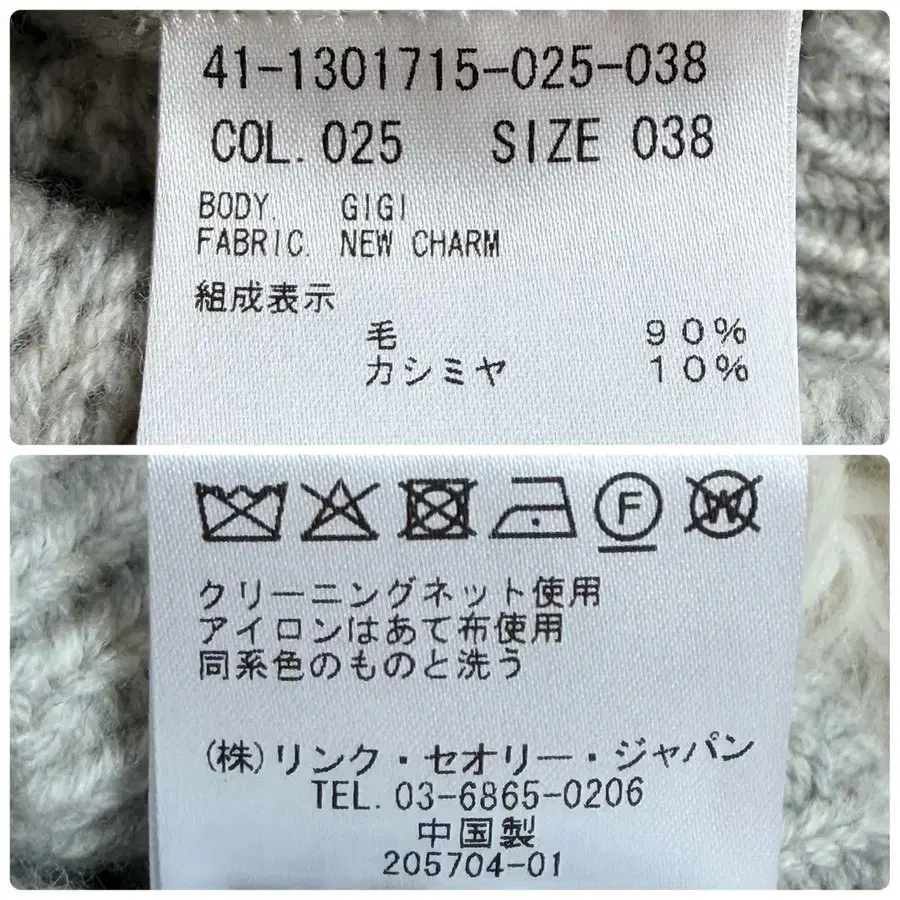 41-1301715-025-038
COL. 025 SIZE 038
BODY. GIGI
FABRIC. NEW CHARM
組成表示
毛 90%
カシミヤ 10%
F W
クリーニングネット使用
アイロンはあて布使用
同系色のものと洗う
(株)リンク・セオリー・ジャパン
TEL. 03-6865-0206
中国製
205704-01